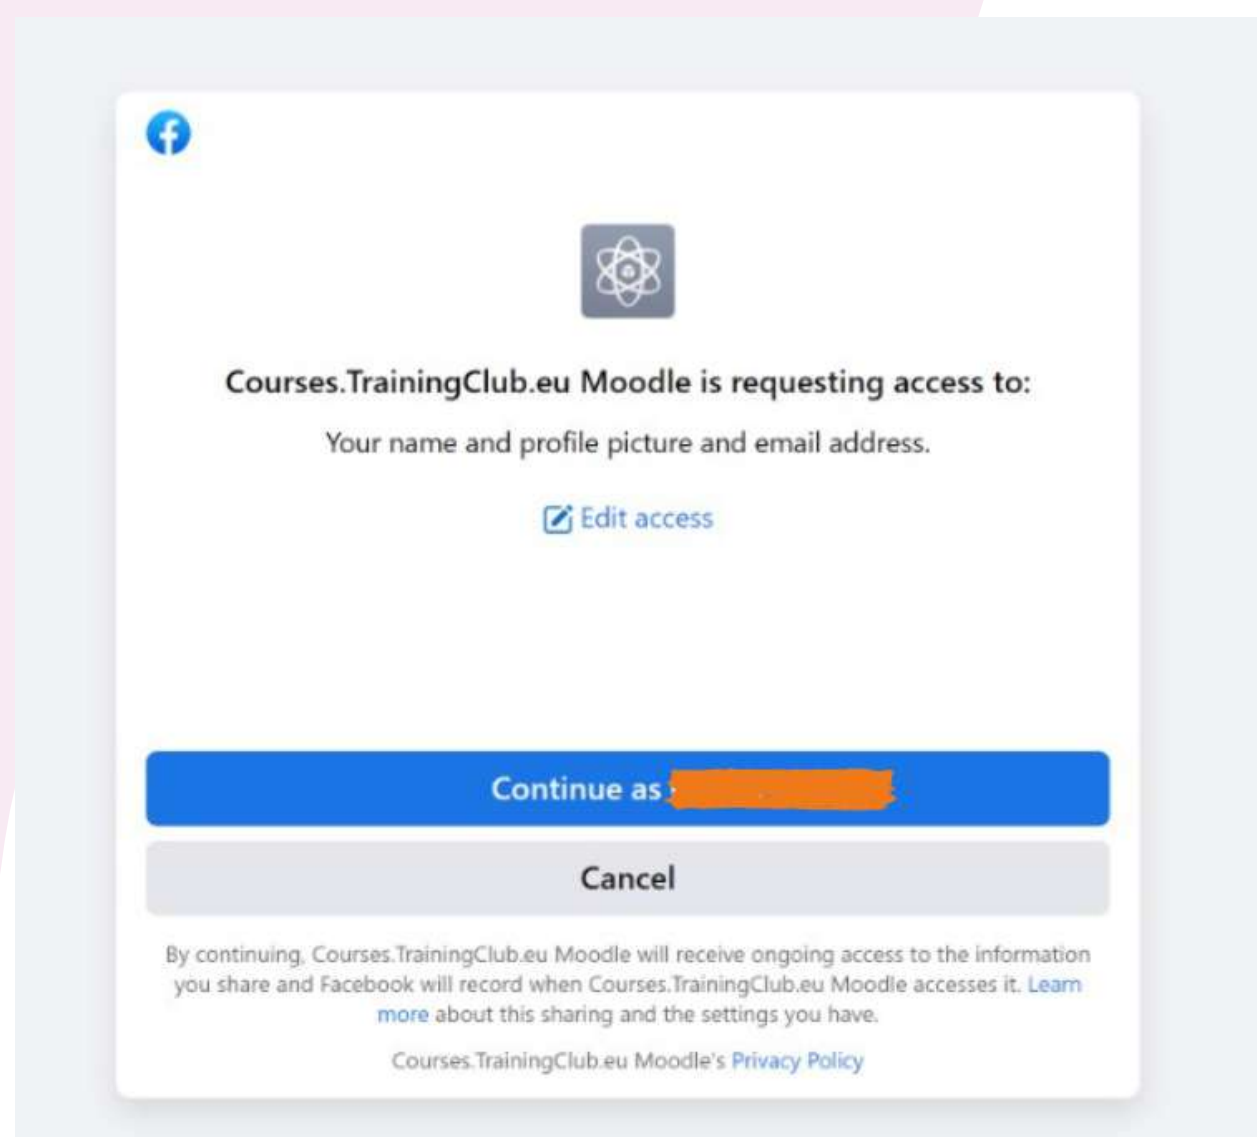 Courses.TrainingClub.eu Moodle is requesting access to:
Your name and profile picture and email address.
Edit access
Continue as
Cancel
By continuing, Courses.TrainingClub.eu Moodle will receive ongoing access to the information
you share and Facebook will record when Courses.TrainingClub.eu Moodle accesses it. Learn
more about this sharing and the settings you have.
Courses.TrainingClub.eu Moodle's Privacy Policy